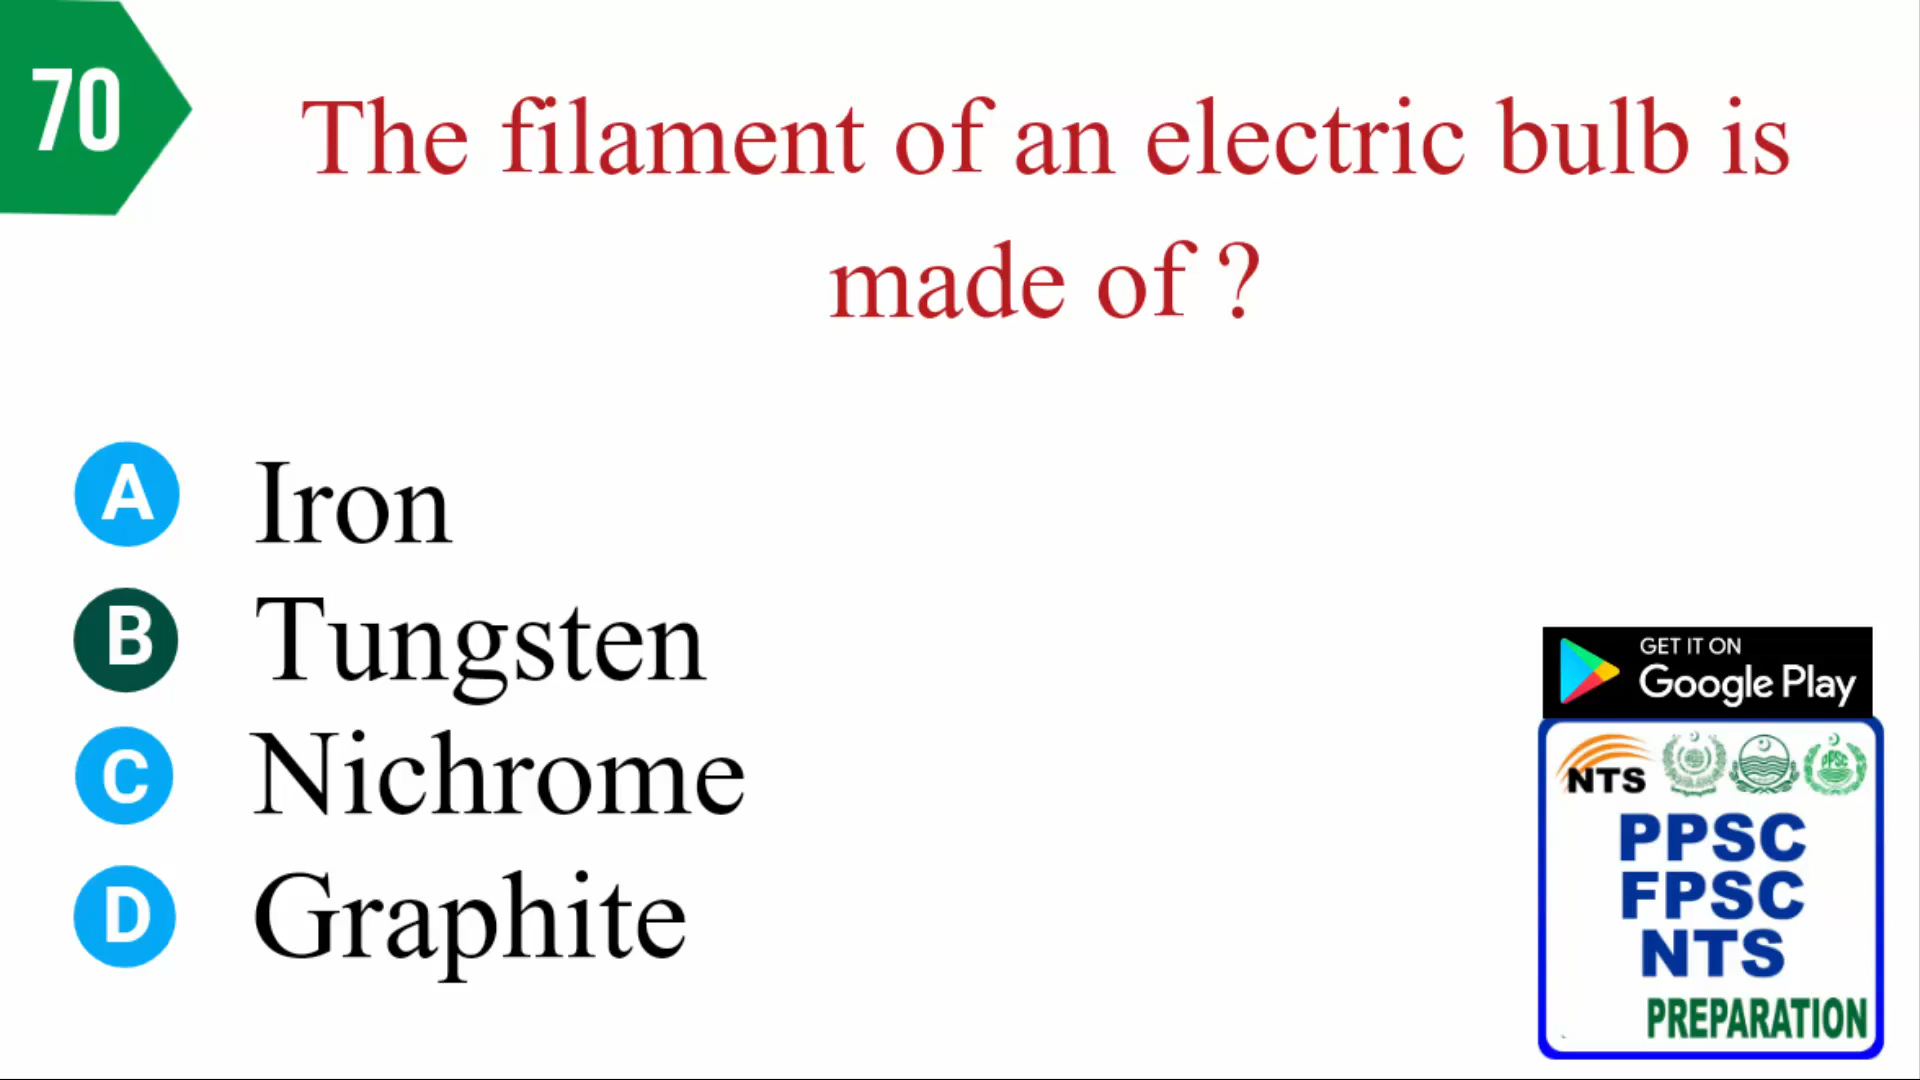 70
The filament of an electric bulb is
made of ?
A Iron
B Tungsten
C Nichrome
D Graphite
GET IT ON
Google Play
NTS
PPSC
PPSC
FPSC
NTS
PREPARATION